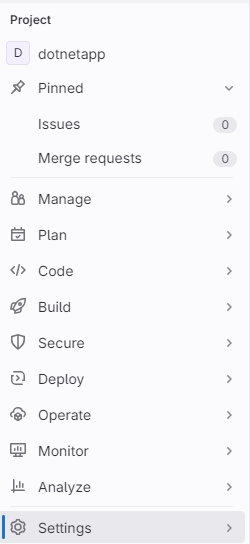 Project
D dotnetapp
Pinned
Issues 0
Merge requests 0
Manage
Plan
Code
Build
Secure
Deploy
Operate
Monitor
Analyze
Settings